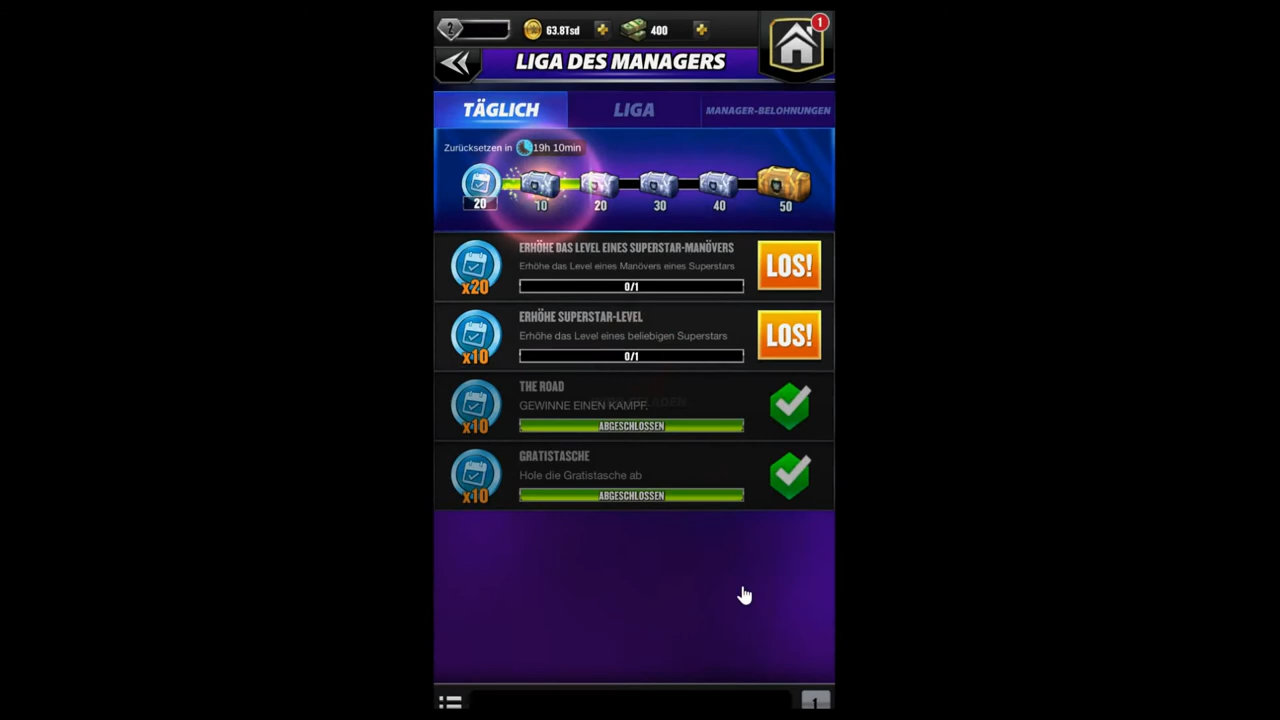 2
63.8Tsd
400
1
LIGA DES MANAGERS
TÄGLICH
LIGA
MANAGER-BELOHNUNGEN
Zurücksetzen in 19h 10min
20
10
20
30
40
50
ERHÖHE DAS LEVEL EINES SUPERSTAR-MANÖVERS
Erhöhe das Level eines Manövers eines Superstars
x20
0/1
LOS!
ERHÖHE SUPERSTAR-LEVEL
Erhöhe das Level eines beliebigen Superstars
x10
0/1
LOS!
THE ROAD
GEWINNE EINEN KAMPF.
x10
ABGESCHLOSSEN
GRATISTASCHE
Hole die Gratistasche ab
x10
ABGESCHLOSSEN
1